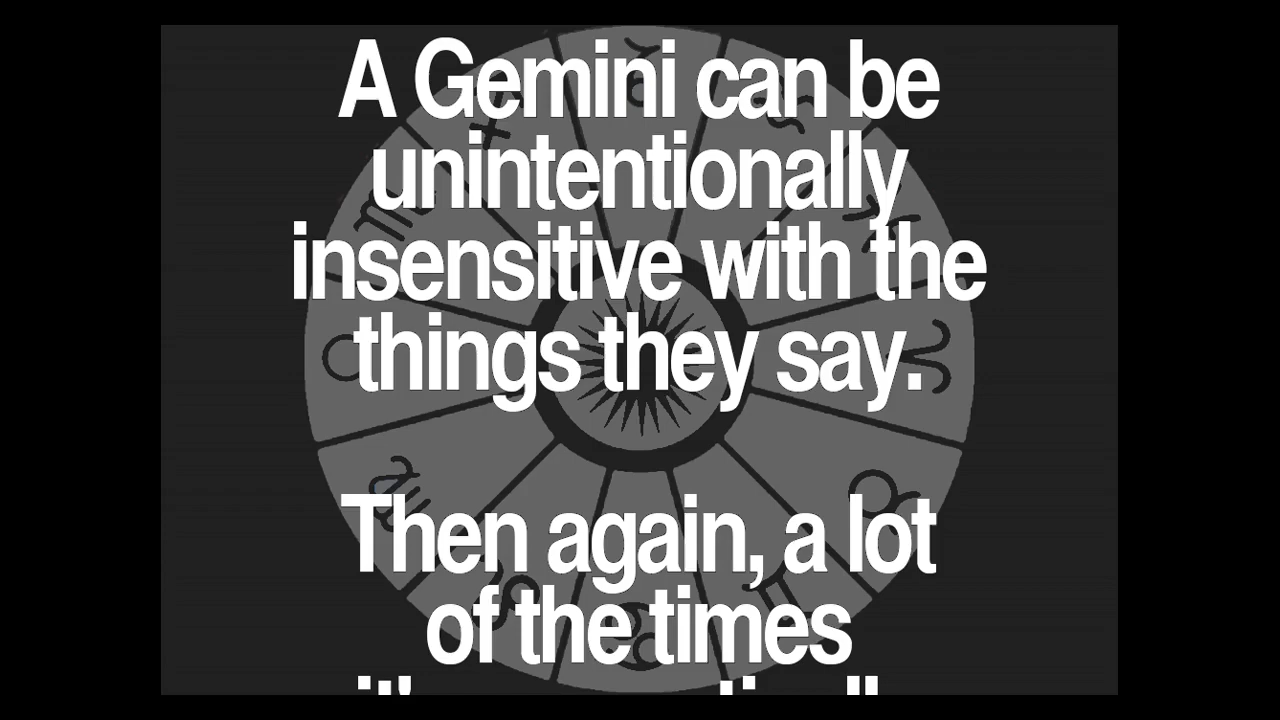 A Gemini can be
unintentionally
insensitive with the
things they say.
Then again, a lot
of the times